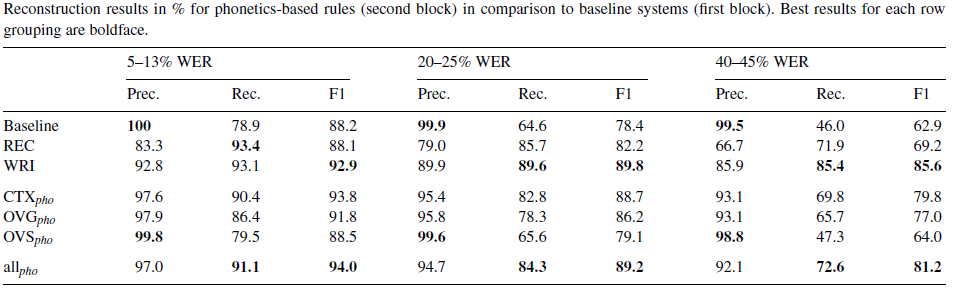 Reconstruction results in % for phonetics-based rules (second block) in comparison to baseline systems (first block). Best results for each row
grouping are boldface.
5–13% WER 20–25% WER 40–45% WER
Prec. Rec. F1 Prec. Rec. F1 Prec. Rec. F1
Baseline 100 78.9 88.2 99.9 64.6 78.4 99.5 46.0 62.9
REC 83.3 93.4 88.1 79.0 85.7 82.2 66.7 71.9 69.2
WRI 92.8 93.1 92.9 89.9 89.6 89.8 85.9 85.4 85.6
CTXpho 97.6 90.4 93.8 95.4 82.8 88.7 93.1 69.8 79.8
OVGpho 97.9 86.4 91.8 95.8 78.3 86.2 93.1 65.7 77.0
OVSpho 99.8 79.5 88.5 99.6 65.6 79.1 98.8 47.3 64.0
allpho 97.0 91.1 94.0 94.7 84.3 89.2 92.1 72.6 81.2